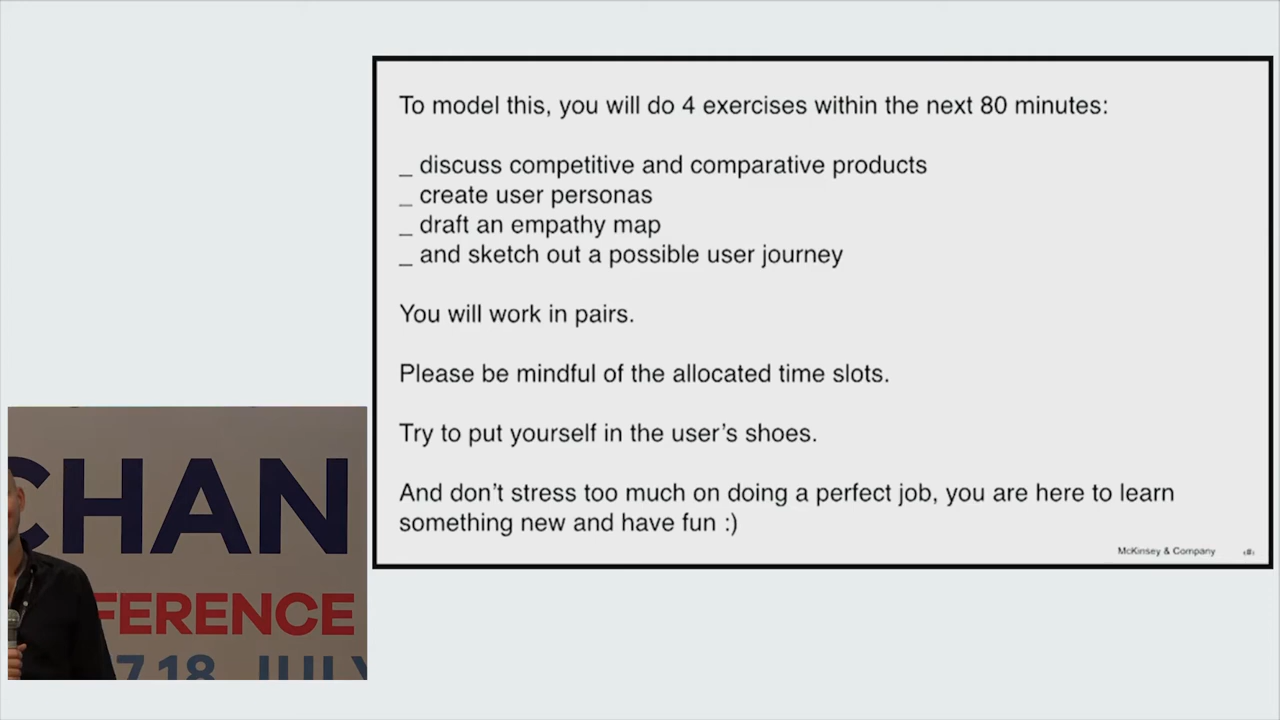 To model this, you will do 4 exercises within the next 80 minutes:
_ discuss competitive and comparative products
_ create user personas
_ draft an empathy map
_ and sketch out a possible user journey
You will work in pairs.
Please be mindful of the allocated time slots.
Try to put yourself in the user’s shoes.
And don’t stress too much on doing a perfect job, you are here to learn
something new and have fun :)
McKinsey & Company
CHAN
FERENCE
7.18 JULY